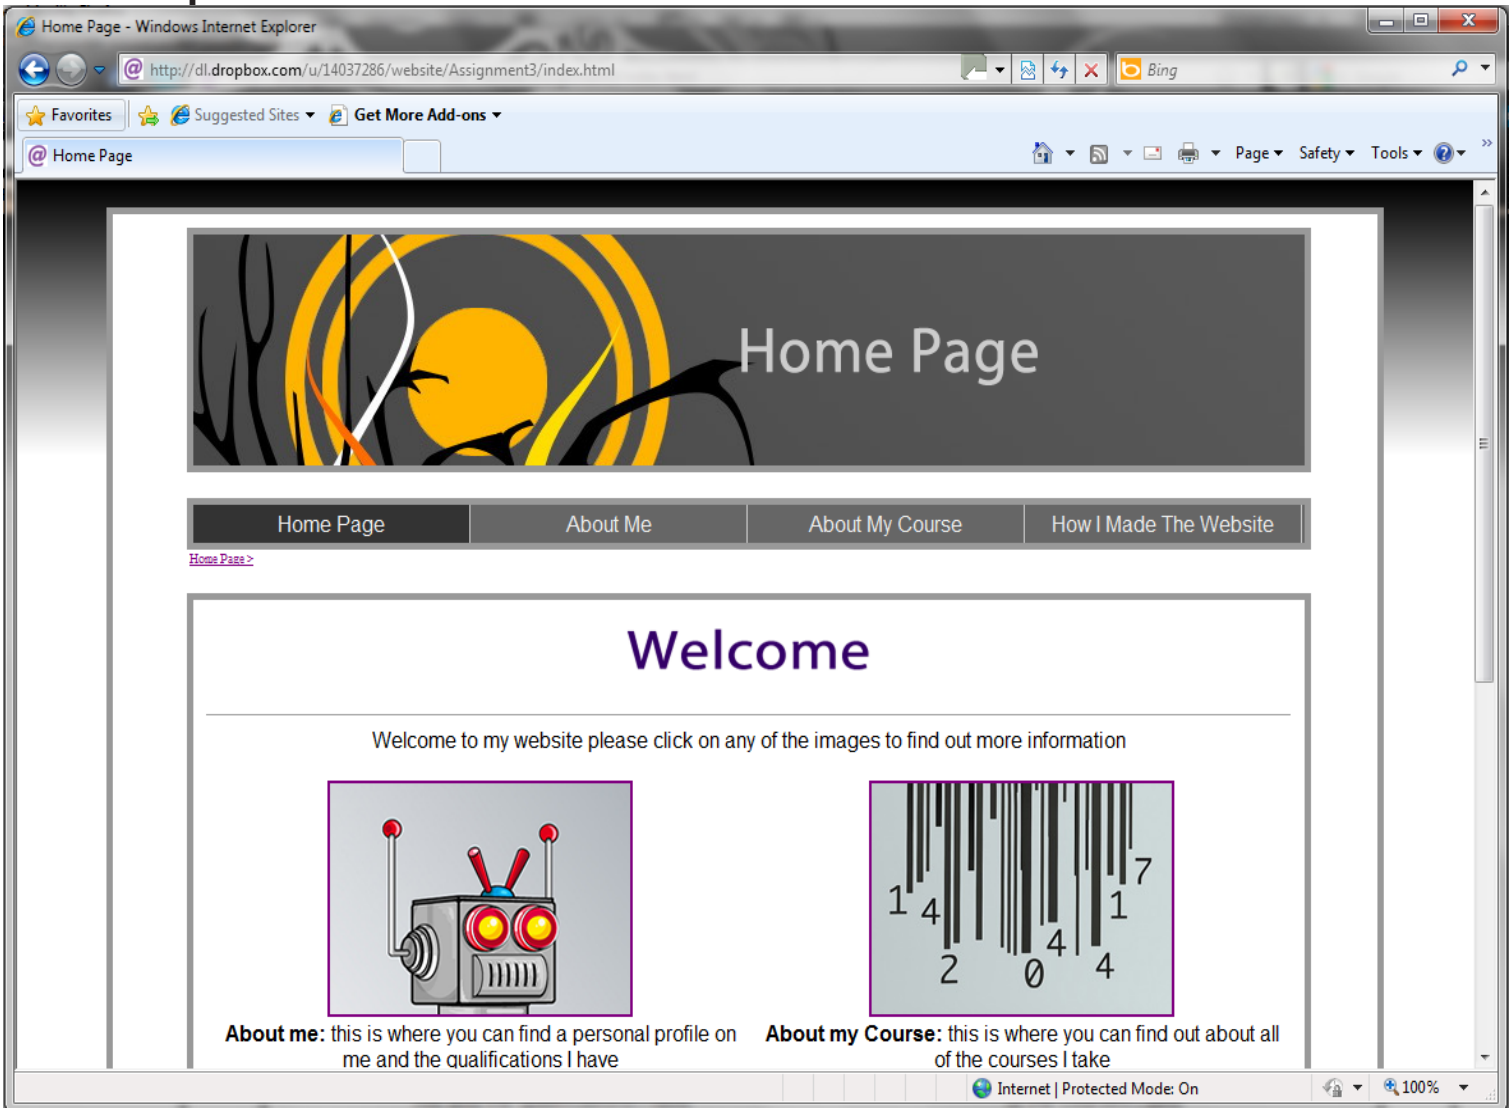 Home Page - Windows Internet Explorer
http://dl.dropbox.com/u/14037286/website/Assignment3/index.html
Bing
Favorites
Suggested Sites
Get More Add-ons
Home Page
Page
Safety
Tools
Home Page
Home Page
About Me
About My Course
How I Made The Website
Home Page >
Welcome
Welcome to my website please click on any of the images to find out more information
1 4 2 0 4 4 1 7
About me: this is where you can find a personal profile on
me and the qualifications I have
About my Course: this is where you can find out about all
of the courses I take
Internet | Protected Mode: On
100%